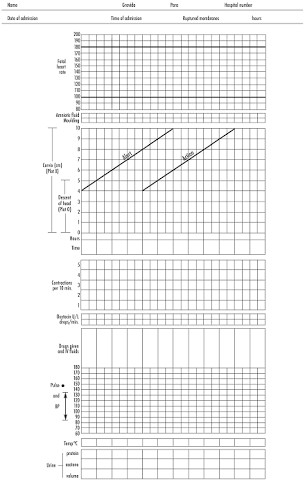 Name Gravida Para Hospital number
Date of admission Time of admission Ruptured membranes hours
200
190
180
170
160
150
140
130
120
110
100
90
80
Fetal
heart
rate
Amniotic fluid
Moulding
Cervix (cm)
[Plot X]
Descent
of head
[Plot O]
10
9
8
7
6
5
4
3
2
1
0
Alert
Action
Hours
Time
Contractions
per 10 min.
5
4
3
2
1
Oxytocin U/L
drops/min.
Drugs given
and IV fluids
Pulse ●
and
BP
180
170
160
150
140
130
120
110
100
90
80
70
60
Temp °C
Urine
protein
acetone
volume